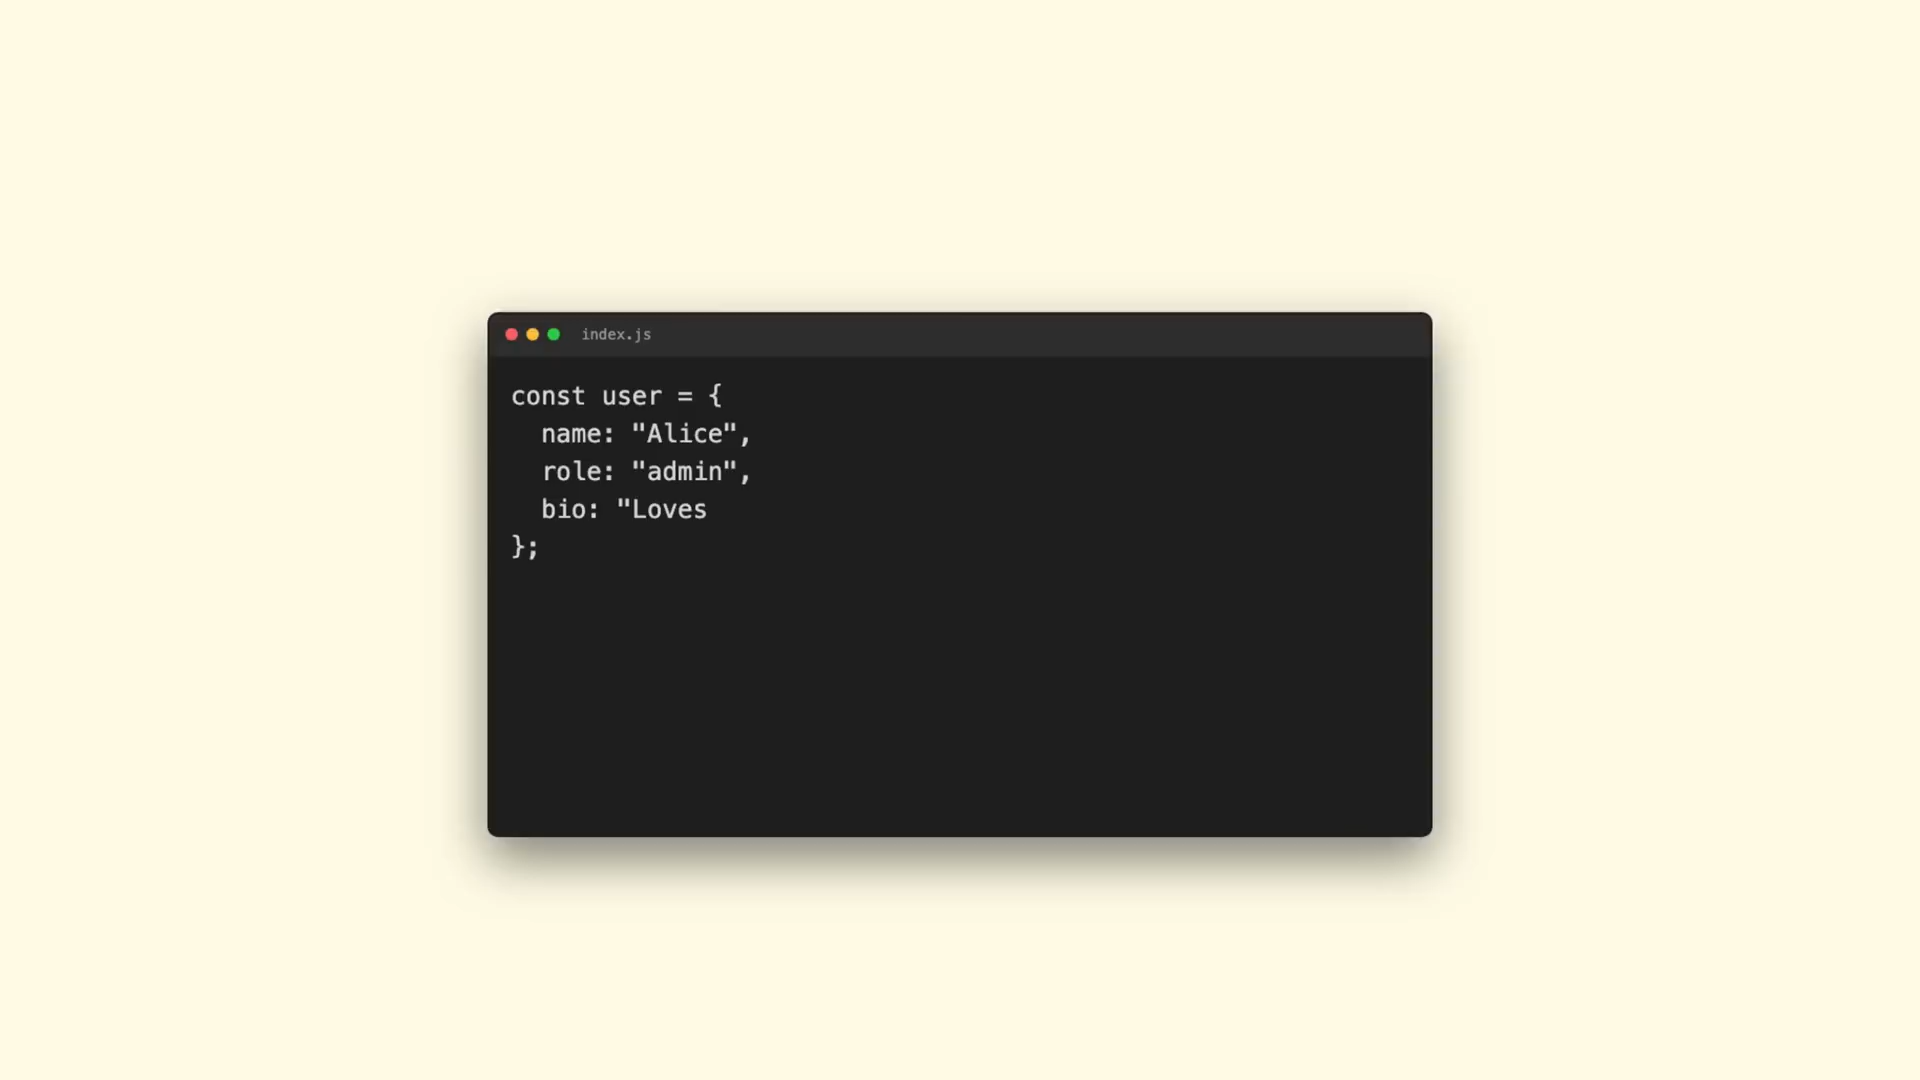 index.js
const user = {
  name: "Alice",
  role: "admin",
  bio: "Loves
};